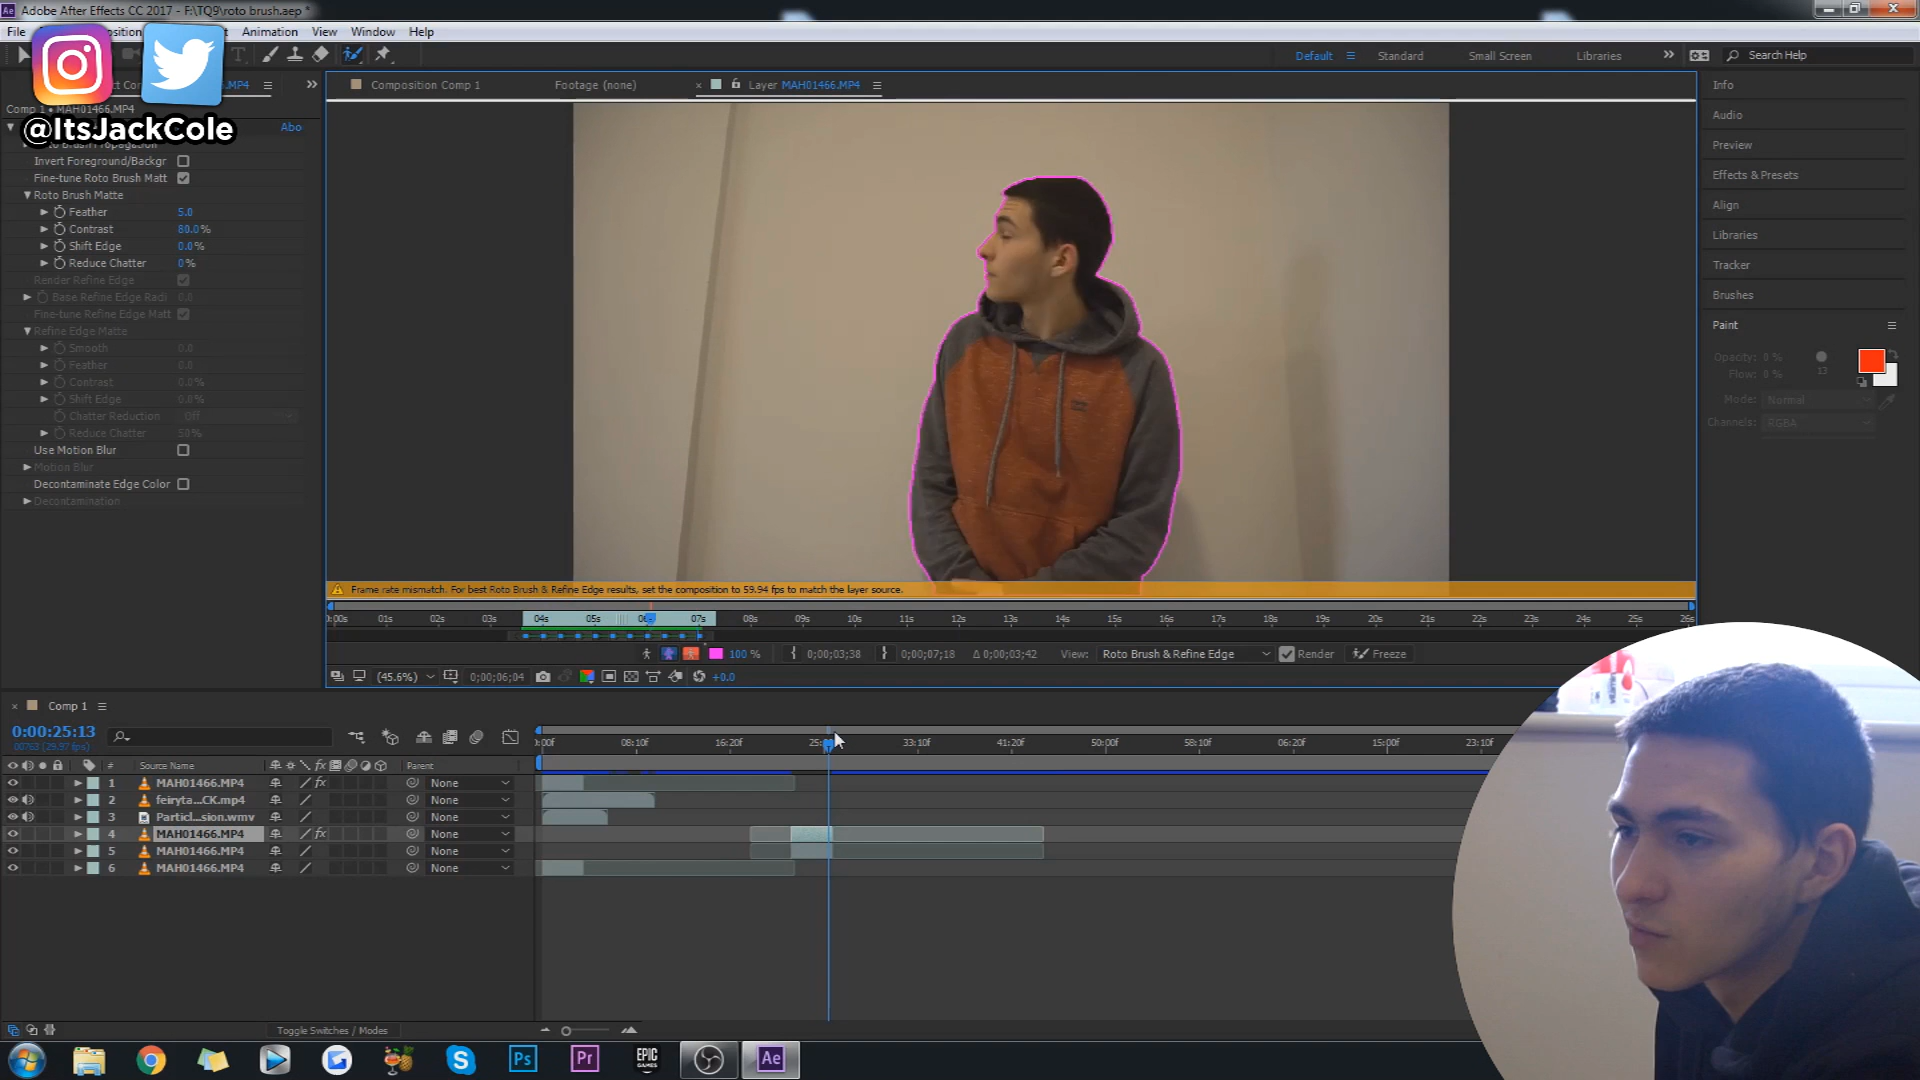 Adobe After Effects CC 2017 - F:\TQ9\roto brush.aep *
File
Animation
View
Window
Help
Default
Standard
Small Screen
Libraries
Search Help
@ItsJackCole
Abo
Invert Foreground/Backgr
Fine-tune Roto Brush Matt
Roto Brush Matte
Feather 5.0
Contrast 80.0%
Shift Edge 0.0%
Reduce Chatter 0%
Render Refine Edge
Base Refine Edge Radi 0.0
Fine-tune Refine Edge Matt
Refine Edge Matte
Smooth 0.0
Feather 0.0
Contrast 0.0%
Shift Edge 0.0%
Chatter Reduction Off
Reduce Chatter 50%
Use Motion Blur
Motion Blur
Decontaminate Edge Color
Decontamination
Composition Comp 1
Footage (none)
Layer MAH01466.MP4
Frame rate mismatch. For best Roto Brush & Refine Edge results, set the composition to 59.94 fps to match the layer source.
01s 02s 03s 04s 05s 06s 07s 08s 09s 10s 11s 12s 13s 14s 15s 16s 17s 18s 19s 20s 21s 22s 23s 24s 25s 26s
100 %
0;00;03;38
0;00;07;18
Δ 0;00;03;42
View: Roto Brush & Refine Edge
Render
Freeze
(45.6%)
0;00;06;04
+0.0
Info
Audio
Preview
Effects & Presets
Align
Libraries
Tracker
Brushes
Paint
Opacity: 0 %
Flow: 0 %
13
Mode: Normal
Channels: RGBA
Comp 1
0:00:25:13
00763 (29.97 fps)
08:10f 16:20f 33:10f 41:20f 50:00f 58:10f 15:00f 23:10f
# Source Name Parent
1 MAH01466.MP4 None
2 feiryta...CK.mp4 None
3 Particl...sion.wmv None
4 MAH01466.MP4 None
5 MAH01466.MP4 None
6 MAH01466.MP4 None
Toggle Switches / Modes
Ps
Pr
EPIC
GAMES
Ae